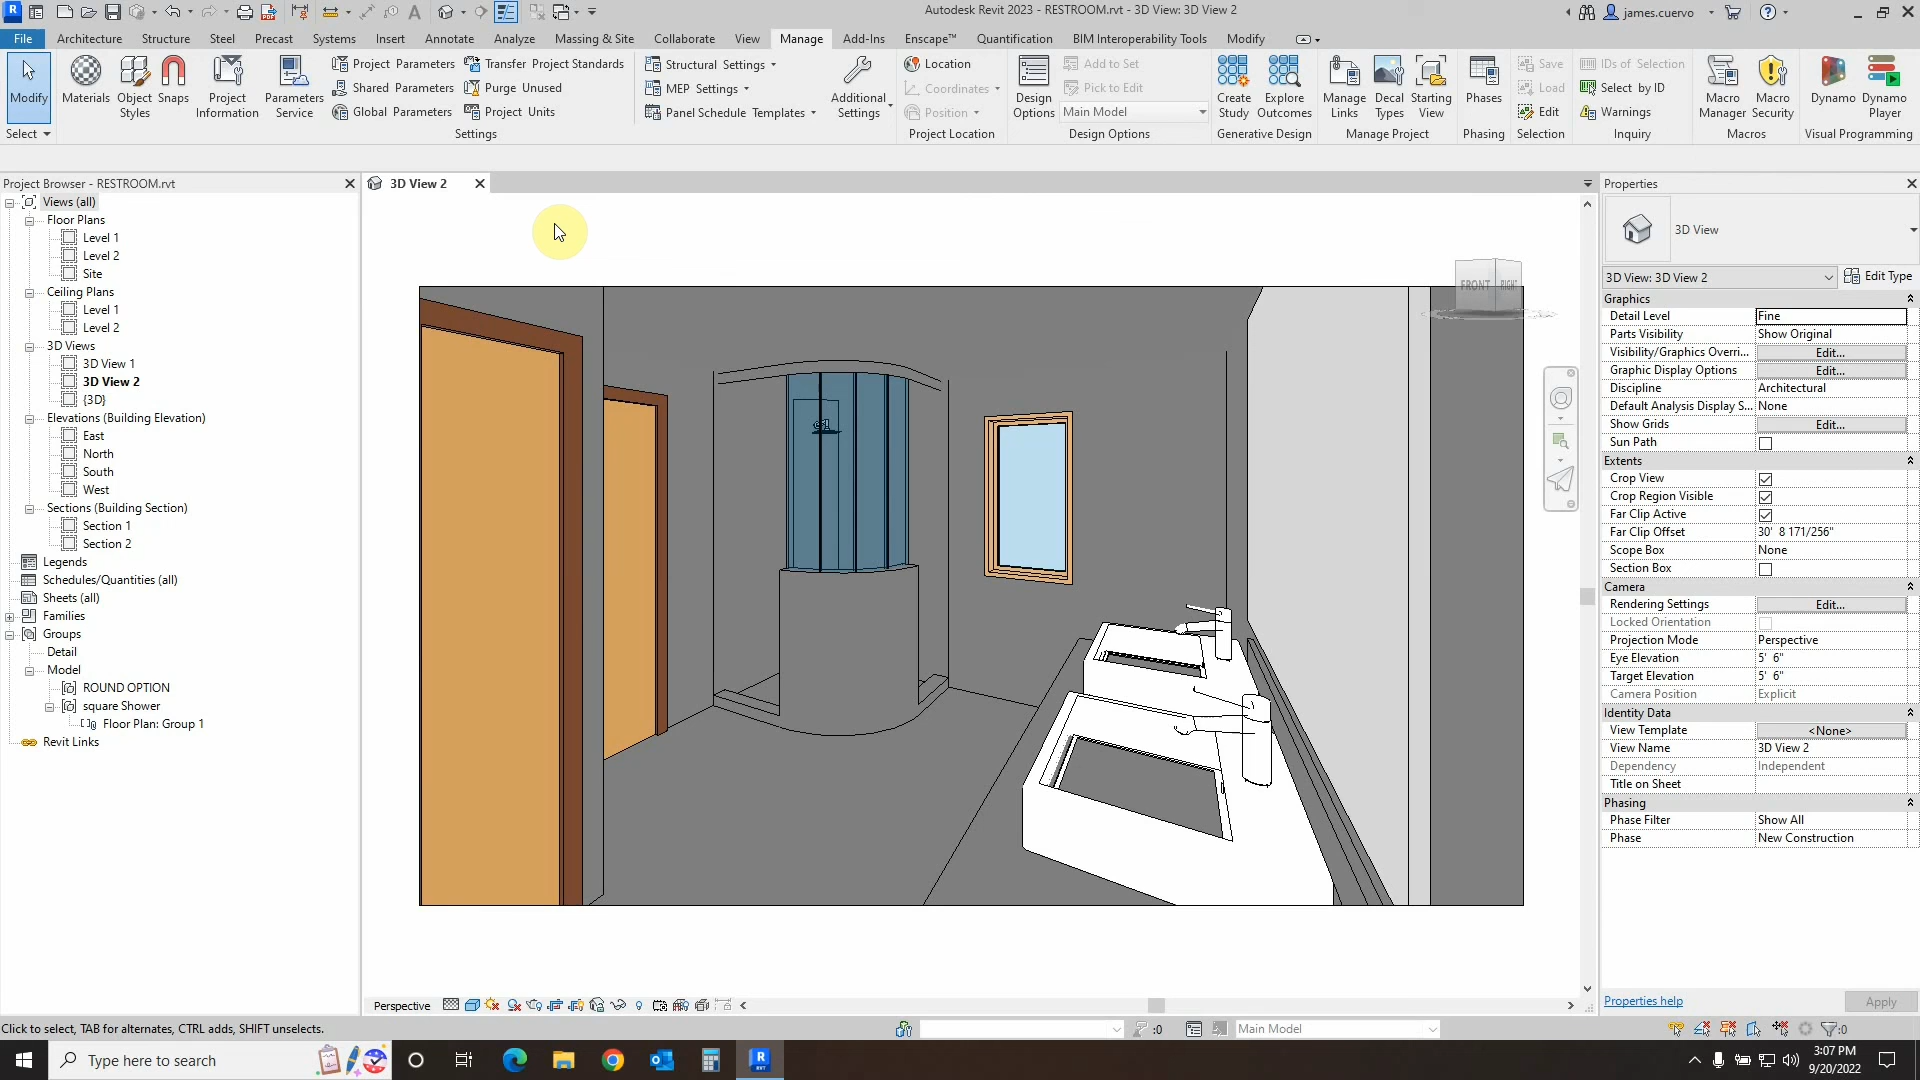 Autodesk Revit 2023 - RESTROOM.rvt - 3D View: 3D View 2
james.cuervo
File Architecture Structure Steel Precast Systems Insert Annotate Analyze Massing & Site Collaborate View Manage Add-Ins Enscape™ Quantification BIM Interoperability Tools Modify
Modify
Select
Materials
Object Styles
Snaps
Project Information
Parameters Service
Project Parameters
Shared Parameters
Global Parameters
Transfer Project Standards
Purge Unused
Project Units
Settings
Structural Settings
MEP Settings
Panel Schedule Templates
Additional Settings
Location
Coordinates
Position
Project Location
Design Options
Add to Set
Pick to Edit
Main Model
Design Options
Create Study
Explore Outcomes
Generative Design
Manage Links
Decal Types
Starting View
Manage Project
Phases
Phasing
Save
Load
Edit
Selection
IDs of Selection
Select by ID
Warnings
Inquiry
Macro Manager
Macro Security
Macros
Dynamo
Dynamo Player
Visual Programming
Project Browser - RESTROOM.rvt
Views (all)
Floor Plans
Level 1
Level 2
Site
Ceiling Plans
Level 1
Level 2
3D Views
3D View 1
3D View 2
{3D}
Elevations (Building Elevation)
East
North
South
West
Sections (Building Section)
Section 1
Section 2
Legends
Schedules/Quantities (all)
Sheets (all)
Families
Groups
Detail
Model
ROUND OPTION
square Shower
Floor Plan: Group 1
Revit Links
3D View 2
FRONT RIGHT
Perspective
Properties
3D View
3D View: 3D View 2
Edit Type
Graphics
Detail Level Fine
Parts Visibility Show Original
Visibility/Graphics Overri... Edit...
Graphic Display Options Edit...
Discipline Architectural
Default Analysis Display S... None
Show Grids Edit...
Sun Path
Extents
Crop View
Crop Region Visible
Far Clip Active
Far Clip Offset 30' 8 171/256"
Scope Box None
Section Box
Camera
Rendering Settings Edit...
Locked Orientation
Projection Mode Perspective
Eye Elevation 5' 6"
Target Elevation 5' 6"
Camera Position Explicit
Identity Data
View Template <None>
View Name 3D View 2
Dependency Independent
Title on Sheet
Phasing
Phase Filter Show All
Phase New Construction
Properties help
Apply
Click to select, TAB for alternates, CTRL adds, SHIFT unselects.
:0
Main Model
:0
Type here to search
3:07 PM
9/20/2022